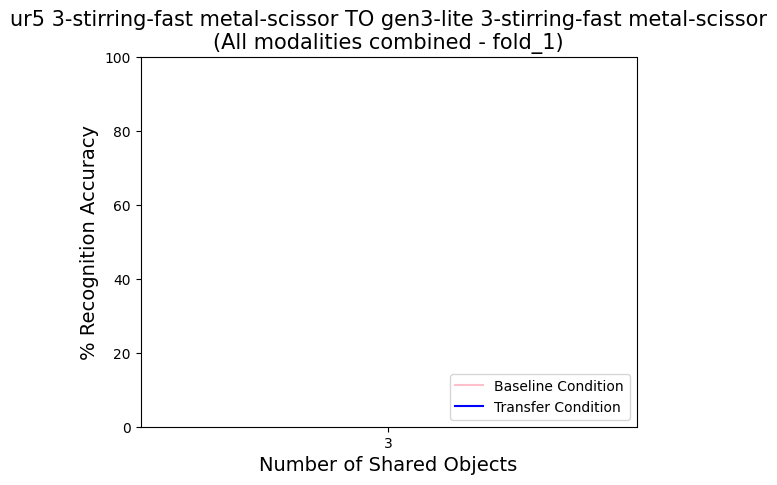 ur5 3-stirring-fast metal-scissor TO gen3-lite 3-stirring-fast metal-scissor
(All modalities combined - fold_1)
100
80
60
40
20
0
% Recognition Accuracy
Baseline Condition
Transfer Condition
3
Number of Shared Objects